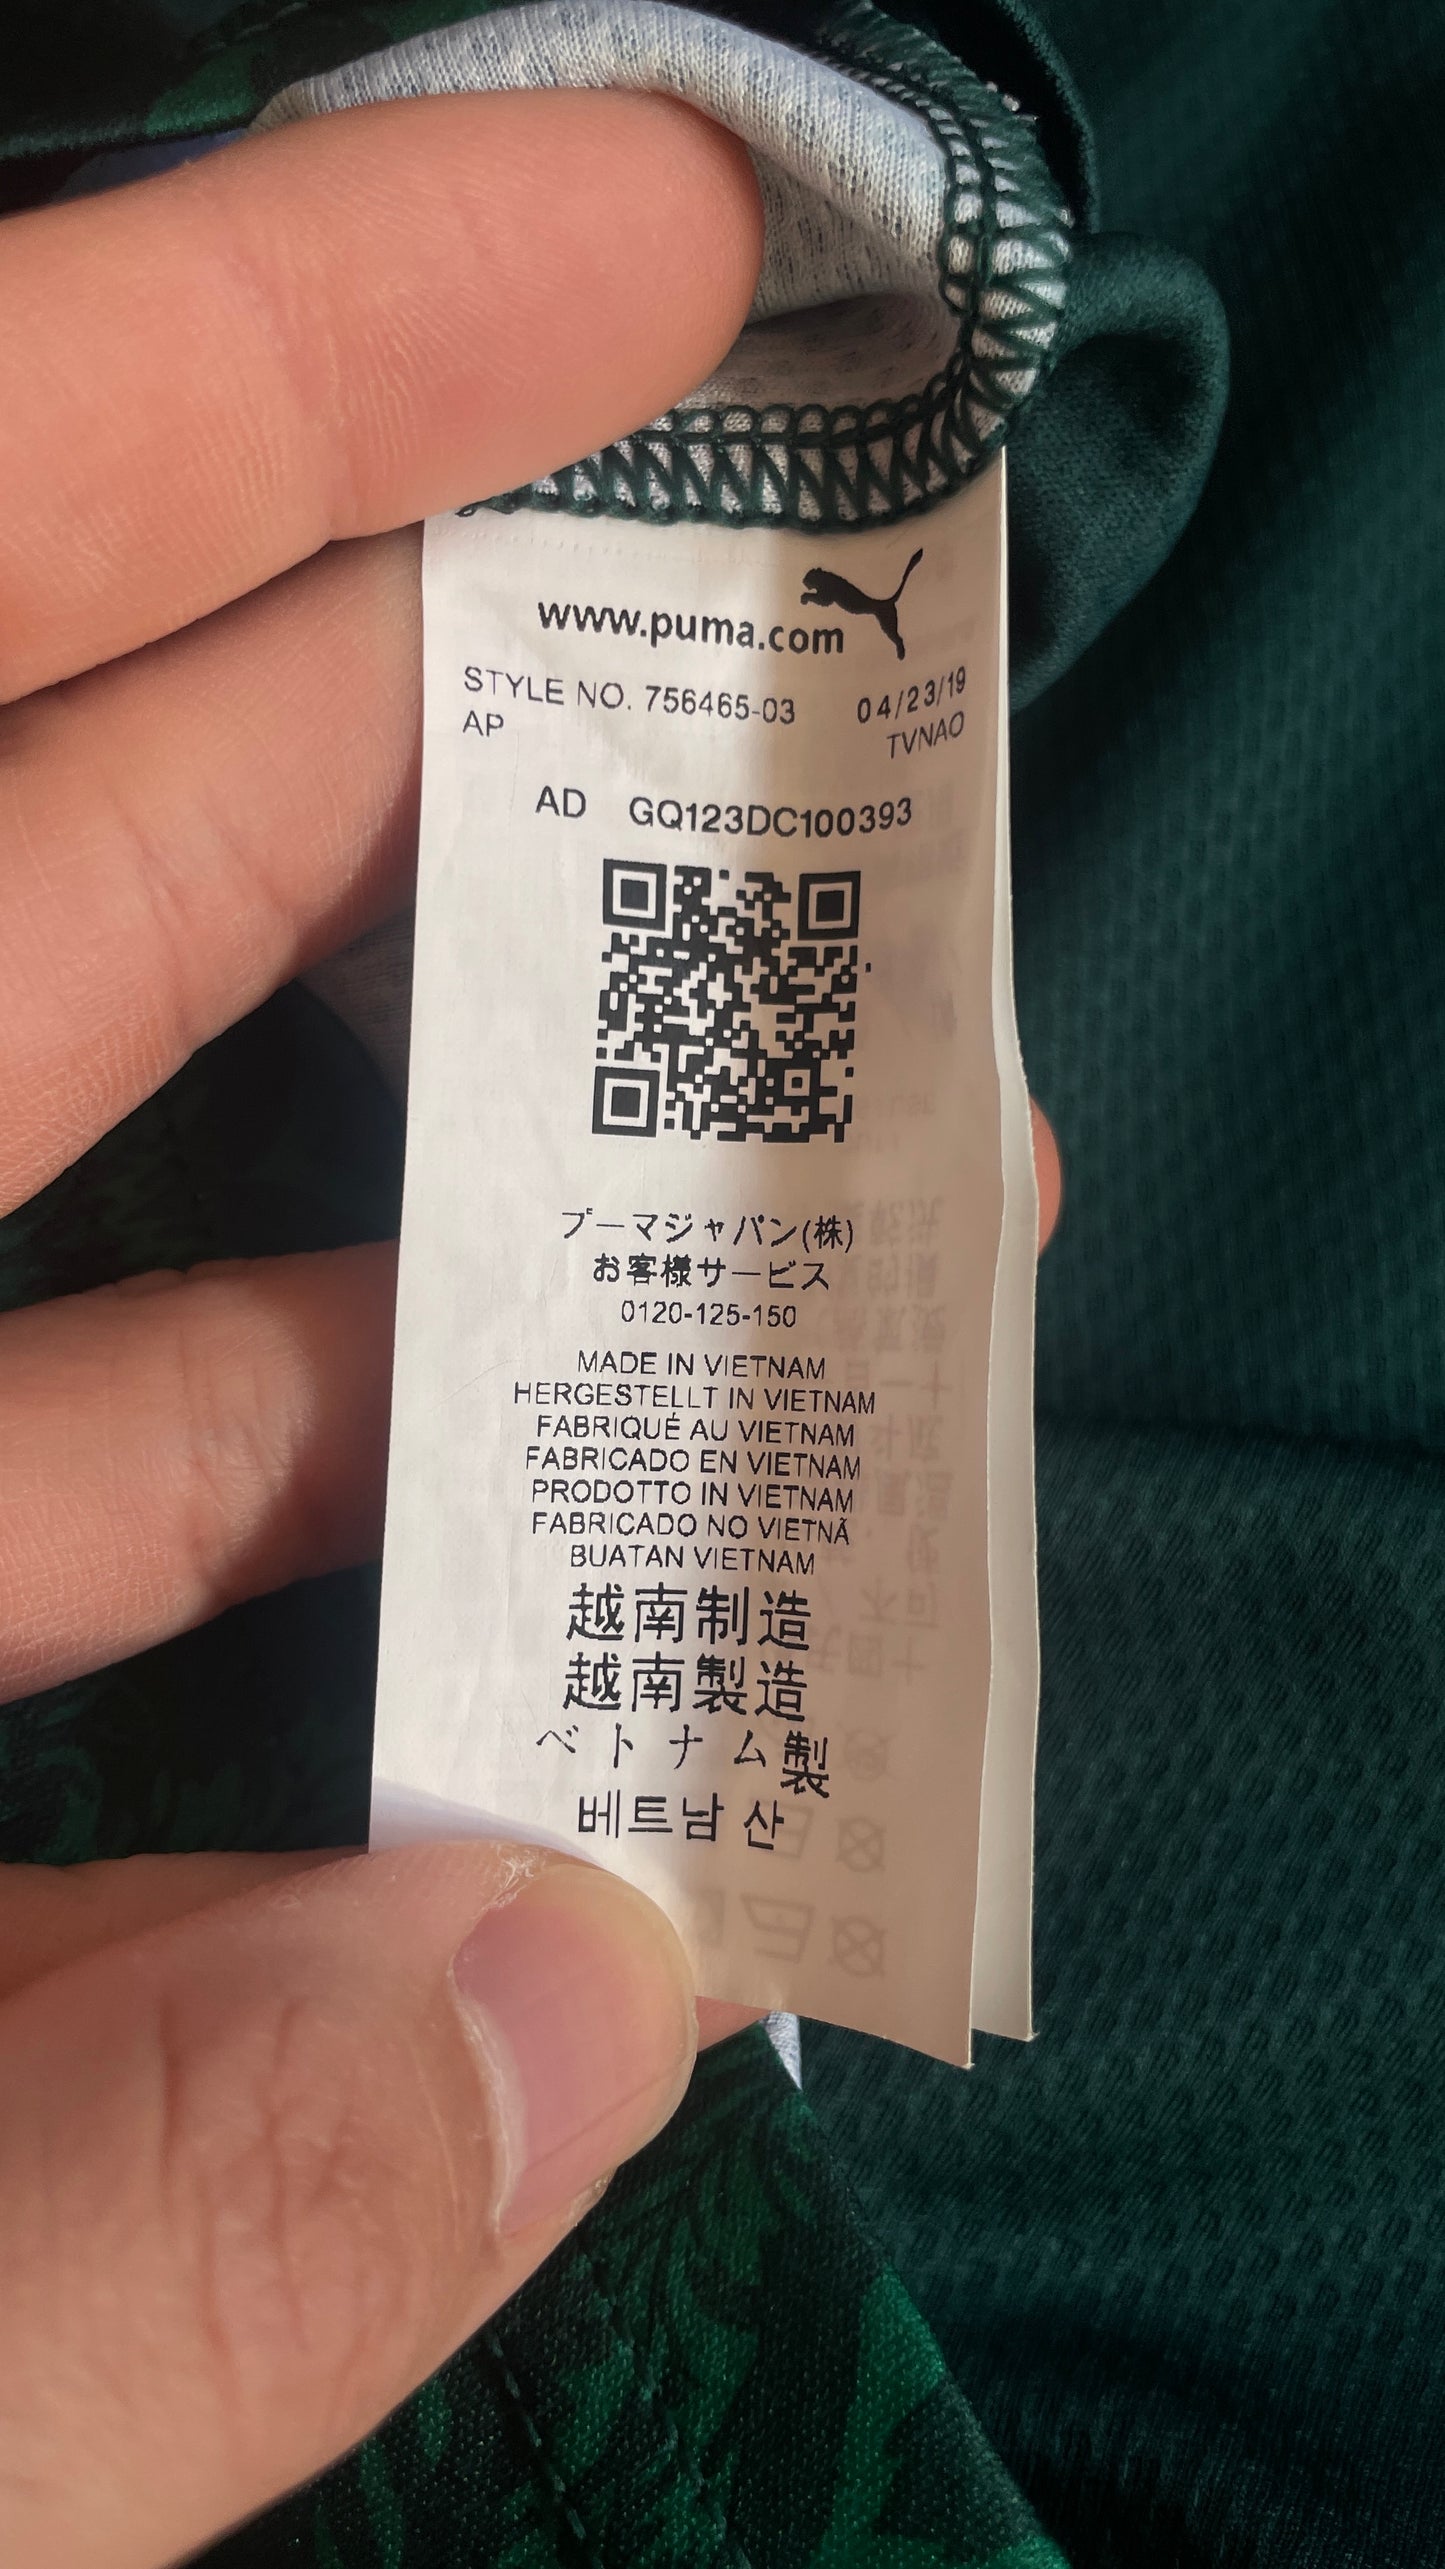 www.puma.com
STYLE NO. 756465-03 04/23/19
AP TVNAO
AD GQ123DC100393
プーマジャパン(株)
お客様サービス
0120-125-150
MADE IN VIETNAM
HERGESTELLT IN VIETNAM
FABRIQUÉ AU VIETNAM
FABRICADO EN VIETNAM
PRODOTTO IN VIETNAM
FABRICADO NO VIETNÃ
BUATAN VIETNAM
越南制造
越南製造
ベトナム製
베트남 산